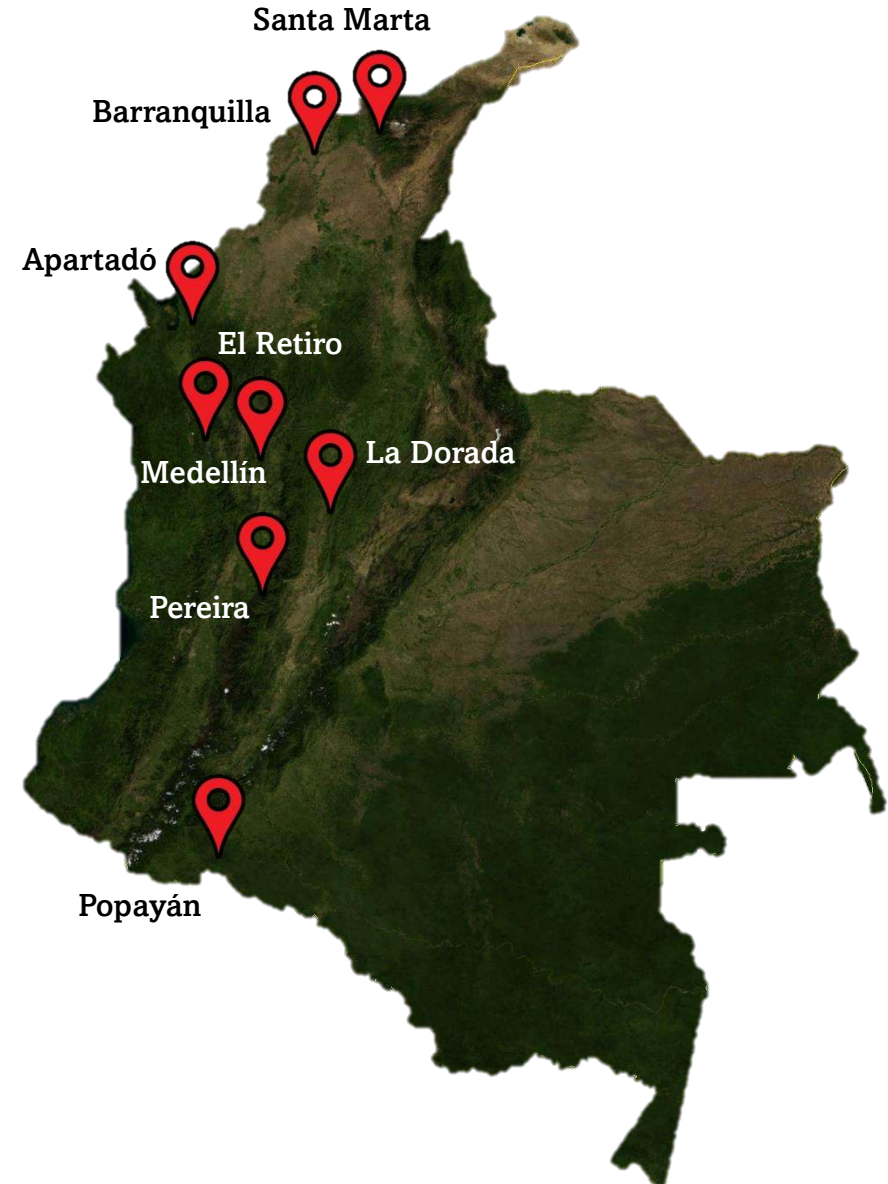 Santa Marta
Barranquilla
Apartadó
El Retiro
La Dorada
Medellín
Pereira
Popayán